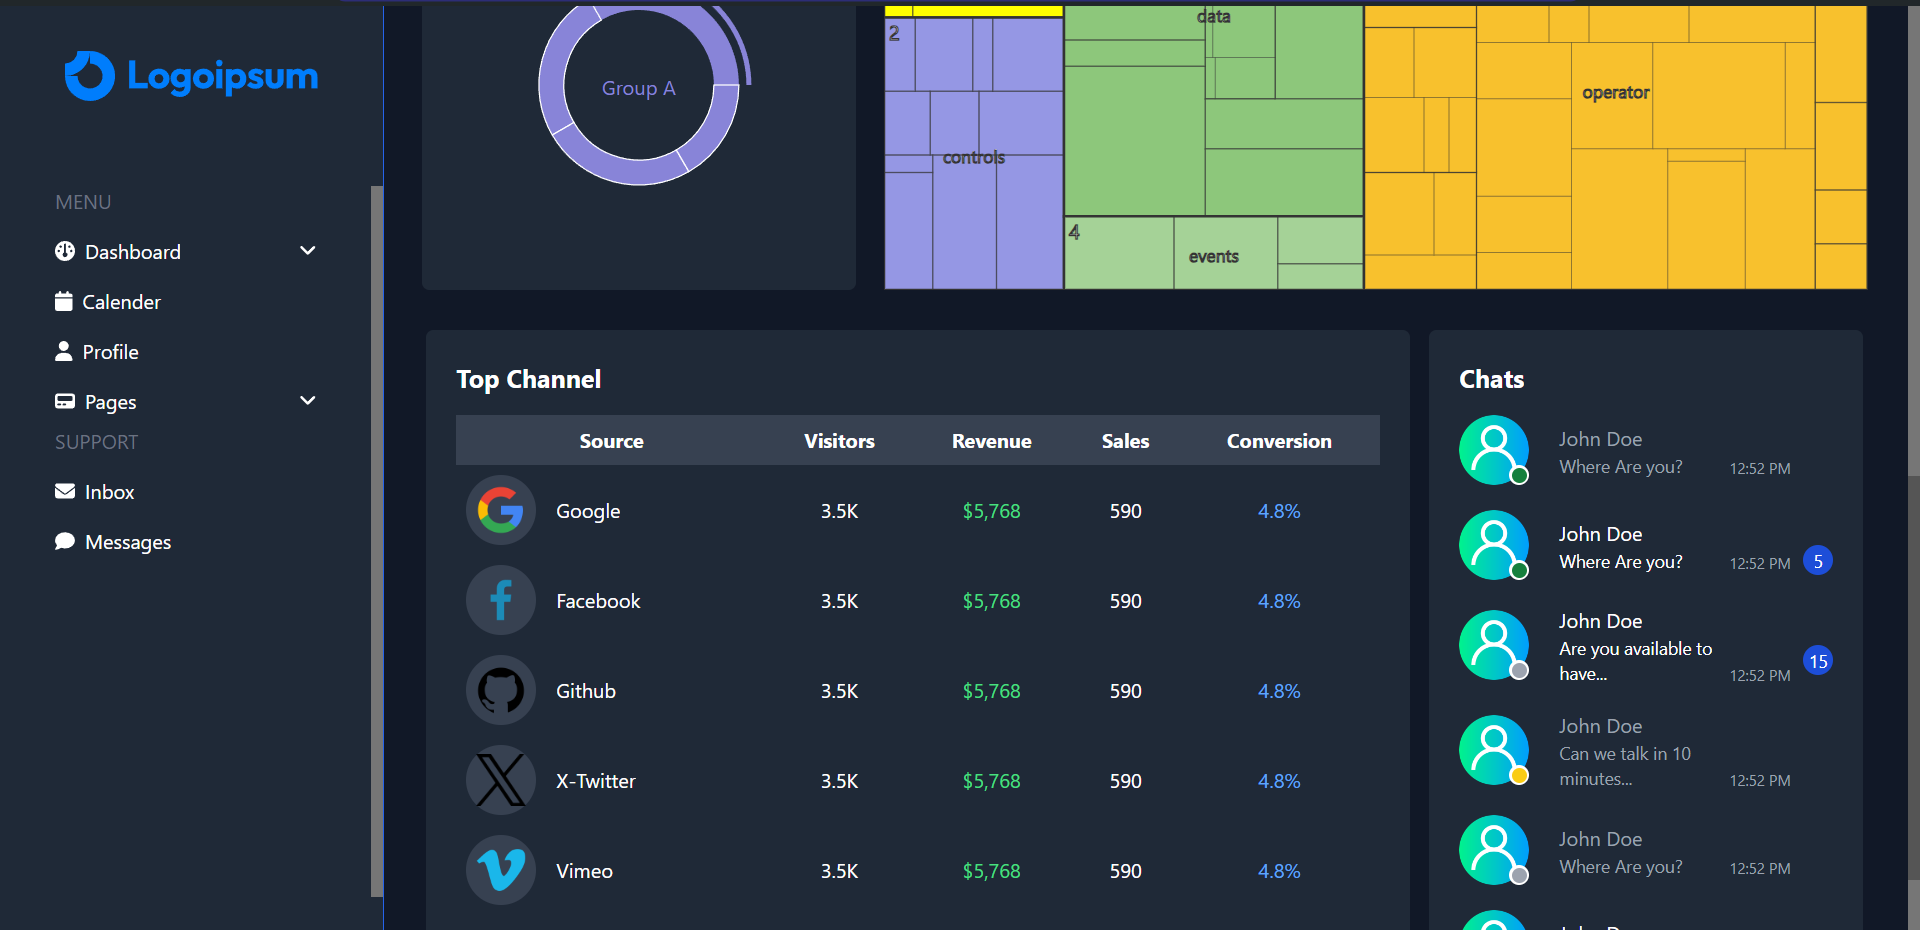 Logoipsum
MENU
Dashboard
Calender
Profile
Pages
SUPPORT
Inbox
Messages
Group A
2
controls
data
4
events
operator
Top Channel
Source Visitors Revenue Sales Conversion
Google 3.5K $5,768 590 4.8%
Facebook 3.5K $5,768 590 4.8%
Github 3.5K $5,768 590 4.8%
X-Twitter 3.5K $5,768 590 4.8%
Vimeo 3.5K $5,768 590 4.8%
Chats
John Doe
Where Are you? 12:52 PM
John Doe
Where Are you? 12:52 PM 5
John Doe
Are you available to
have... 12:52 PM 15
John Doe
Can we talk in 10
minutes... 12:52 PM
John Doe
Where Are you? 12:52 PM